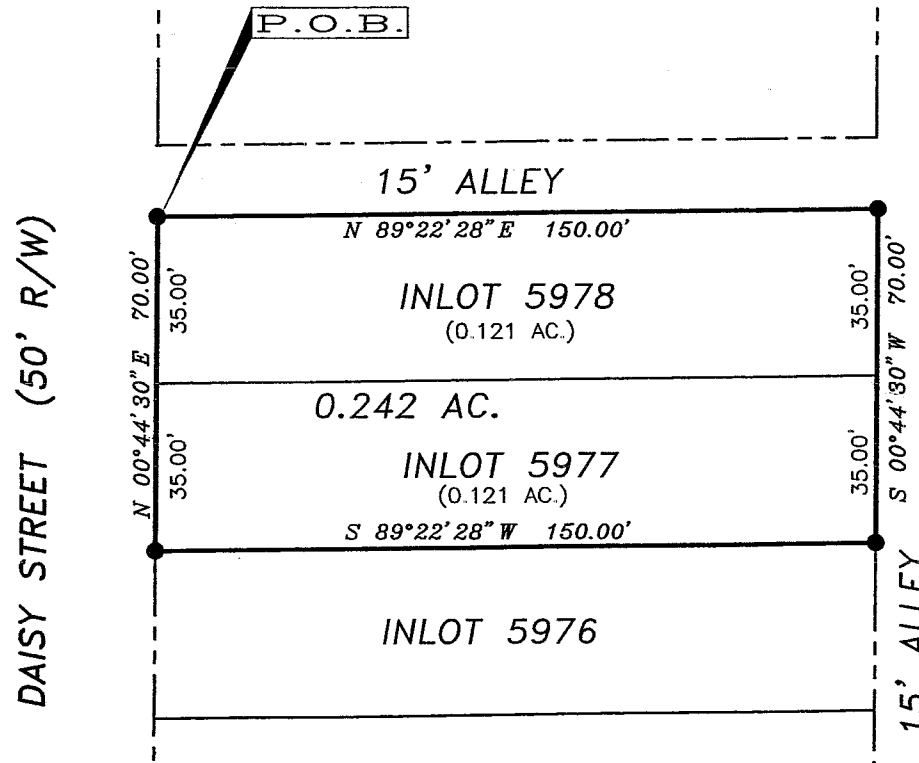 P.O.B.
15' ALLEY
N 89°22'28" E 150.00'
DAISY STREET (50' R/W)
N 00°44'30" E 70.00'
35.00'
35.00'
INLOT 5978
(0.121 AC.)
35.00'
S 00°44'30" W 70.00'
0.242 AC.
INLOT 5977
(0.121 AC.)
35.00'
S 89°22'28" W 150.00'
INLOT 5976
15' ALLEY